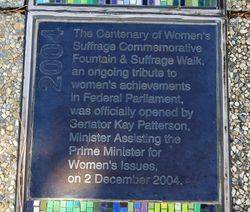 2004
The Centenary of Women's
Suffrage Commemorative
Fountain & Suffrage Walk,
an ongoing tribute to
women's achievements
in Federal Parliament,
was officially opened by
Senator Kay Patterson,
Minister Assisting the
Prime Minister for
Women's Issues,
on 2 December 2004.